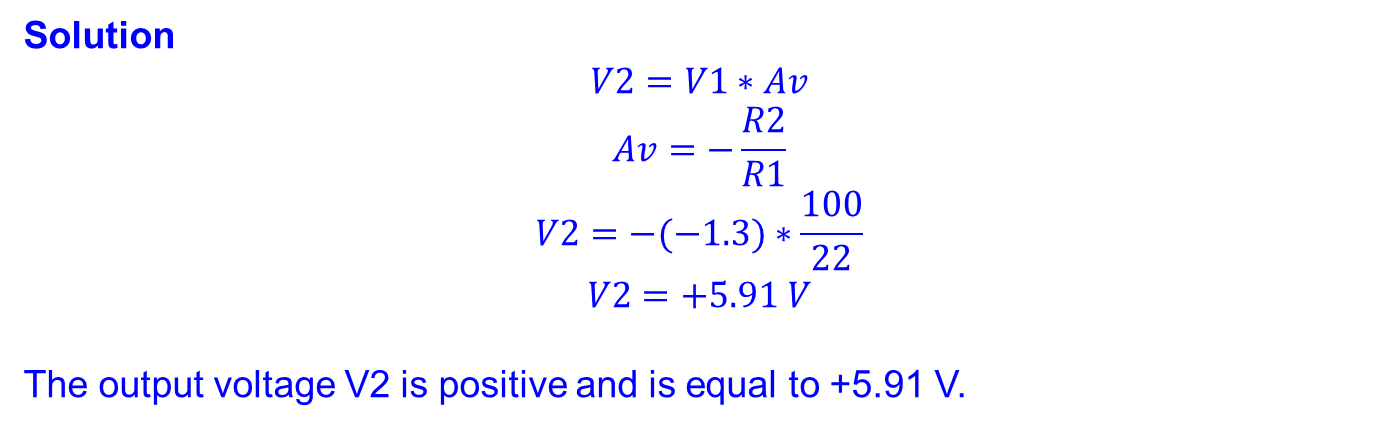 Solution
V2 = V1 * Av
Av = −R2/R1
V2 = −(−1.3) * 100/22
V2 = +5.91 V
The output voltage V2 is positive and is equal to +5.91 V.